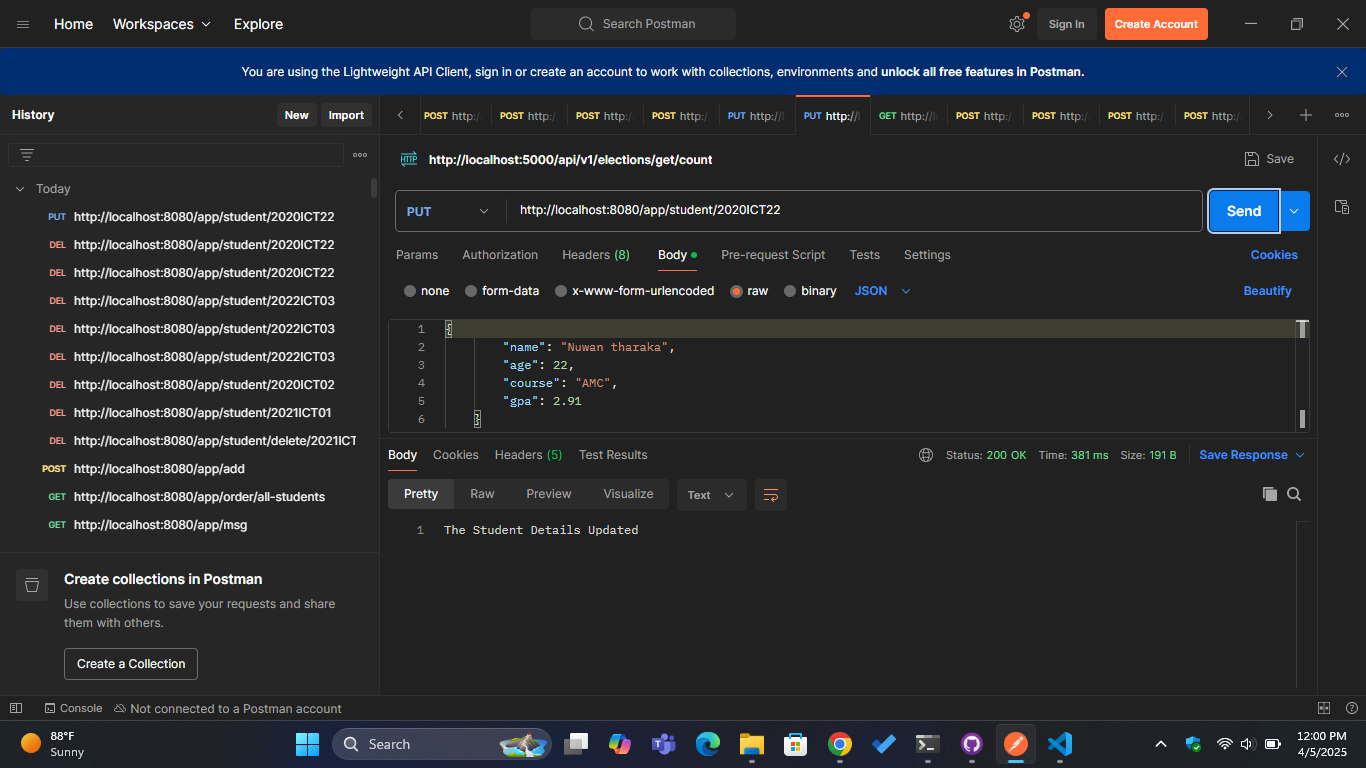 Home Workspaces Explore Search Postman Sign In Create Account
You are using the Lightweight API Client, sign in or create an account to work with collections, environments and unlock all free features in Postman.
History New Import
POST http:/ POST http:/ POST http:/ POST http:/ PUT http://l PUT http://l GET http://l POST http:/ POST http:/ POST http:/ POST http:/
HTTP http://localhost:5000/api/v1/elections/get/count Save
Today
PUT http://localhost:8080/app/student/2020ICT22
DEL http://localhost:8080/app/student/2020ICT22
DEL http://localhost:8080/app/student/2020ICT22
DEL http://localhost:8080/app/student/2022ICT03
DEL http://localhost:8080/app/student/2022ICT03
DEL http://localhost:8080/app/student/2022ICT03
DEL http://localhost:8080/app/student/2020ICT02
DEL http://localhost:8080/app/student/2021ICT01
DEL http://localhost:8080/app/student/delete/2021ICT
POST http://localhost:8080/app/add
GET http://localhost:8080/app/order/all-students
GET http://localhost:8080/app/msg
Create collections in Postman
Use collections to save your requests and share
them with others.
Create a Collection
PUT http://localhost:8080/app/student/2020ICT22 Send
Params Authorization Headers (8) Body Pre-request Script Tests Settings Cookies
none form-data x-www-form-urlencoded raw binary JSON Beautify
1 {
2 "name": "Nuwan tharaka",
3 "age": 22,
4 "course": "AMC",
5 "gpa": 2.91
6 }
Body Cookies Headers (5) Test Results Status: 200 OK Time: 381 ms Size: 191 B Save Response
Pretty Raw Preview Visualize Text
1 The Student Details Updated
Console Not connected to a Postman account
88°F
Sunny
Search
12:00 PM
4/5/2025